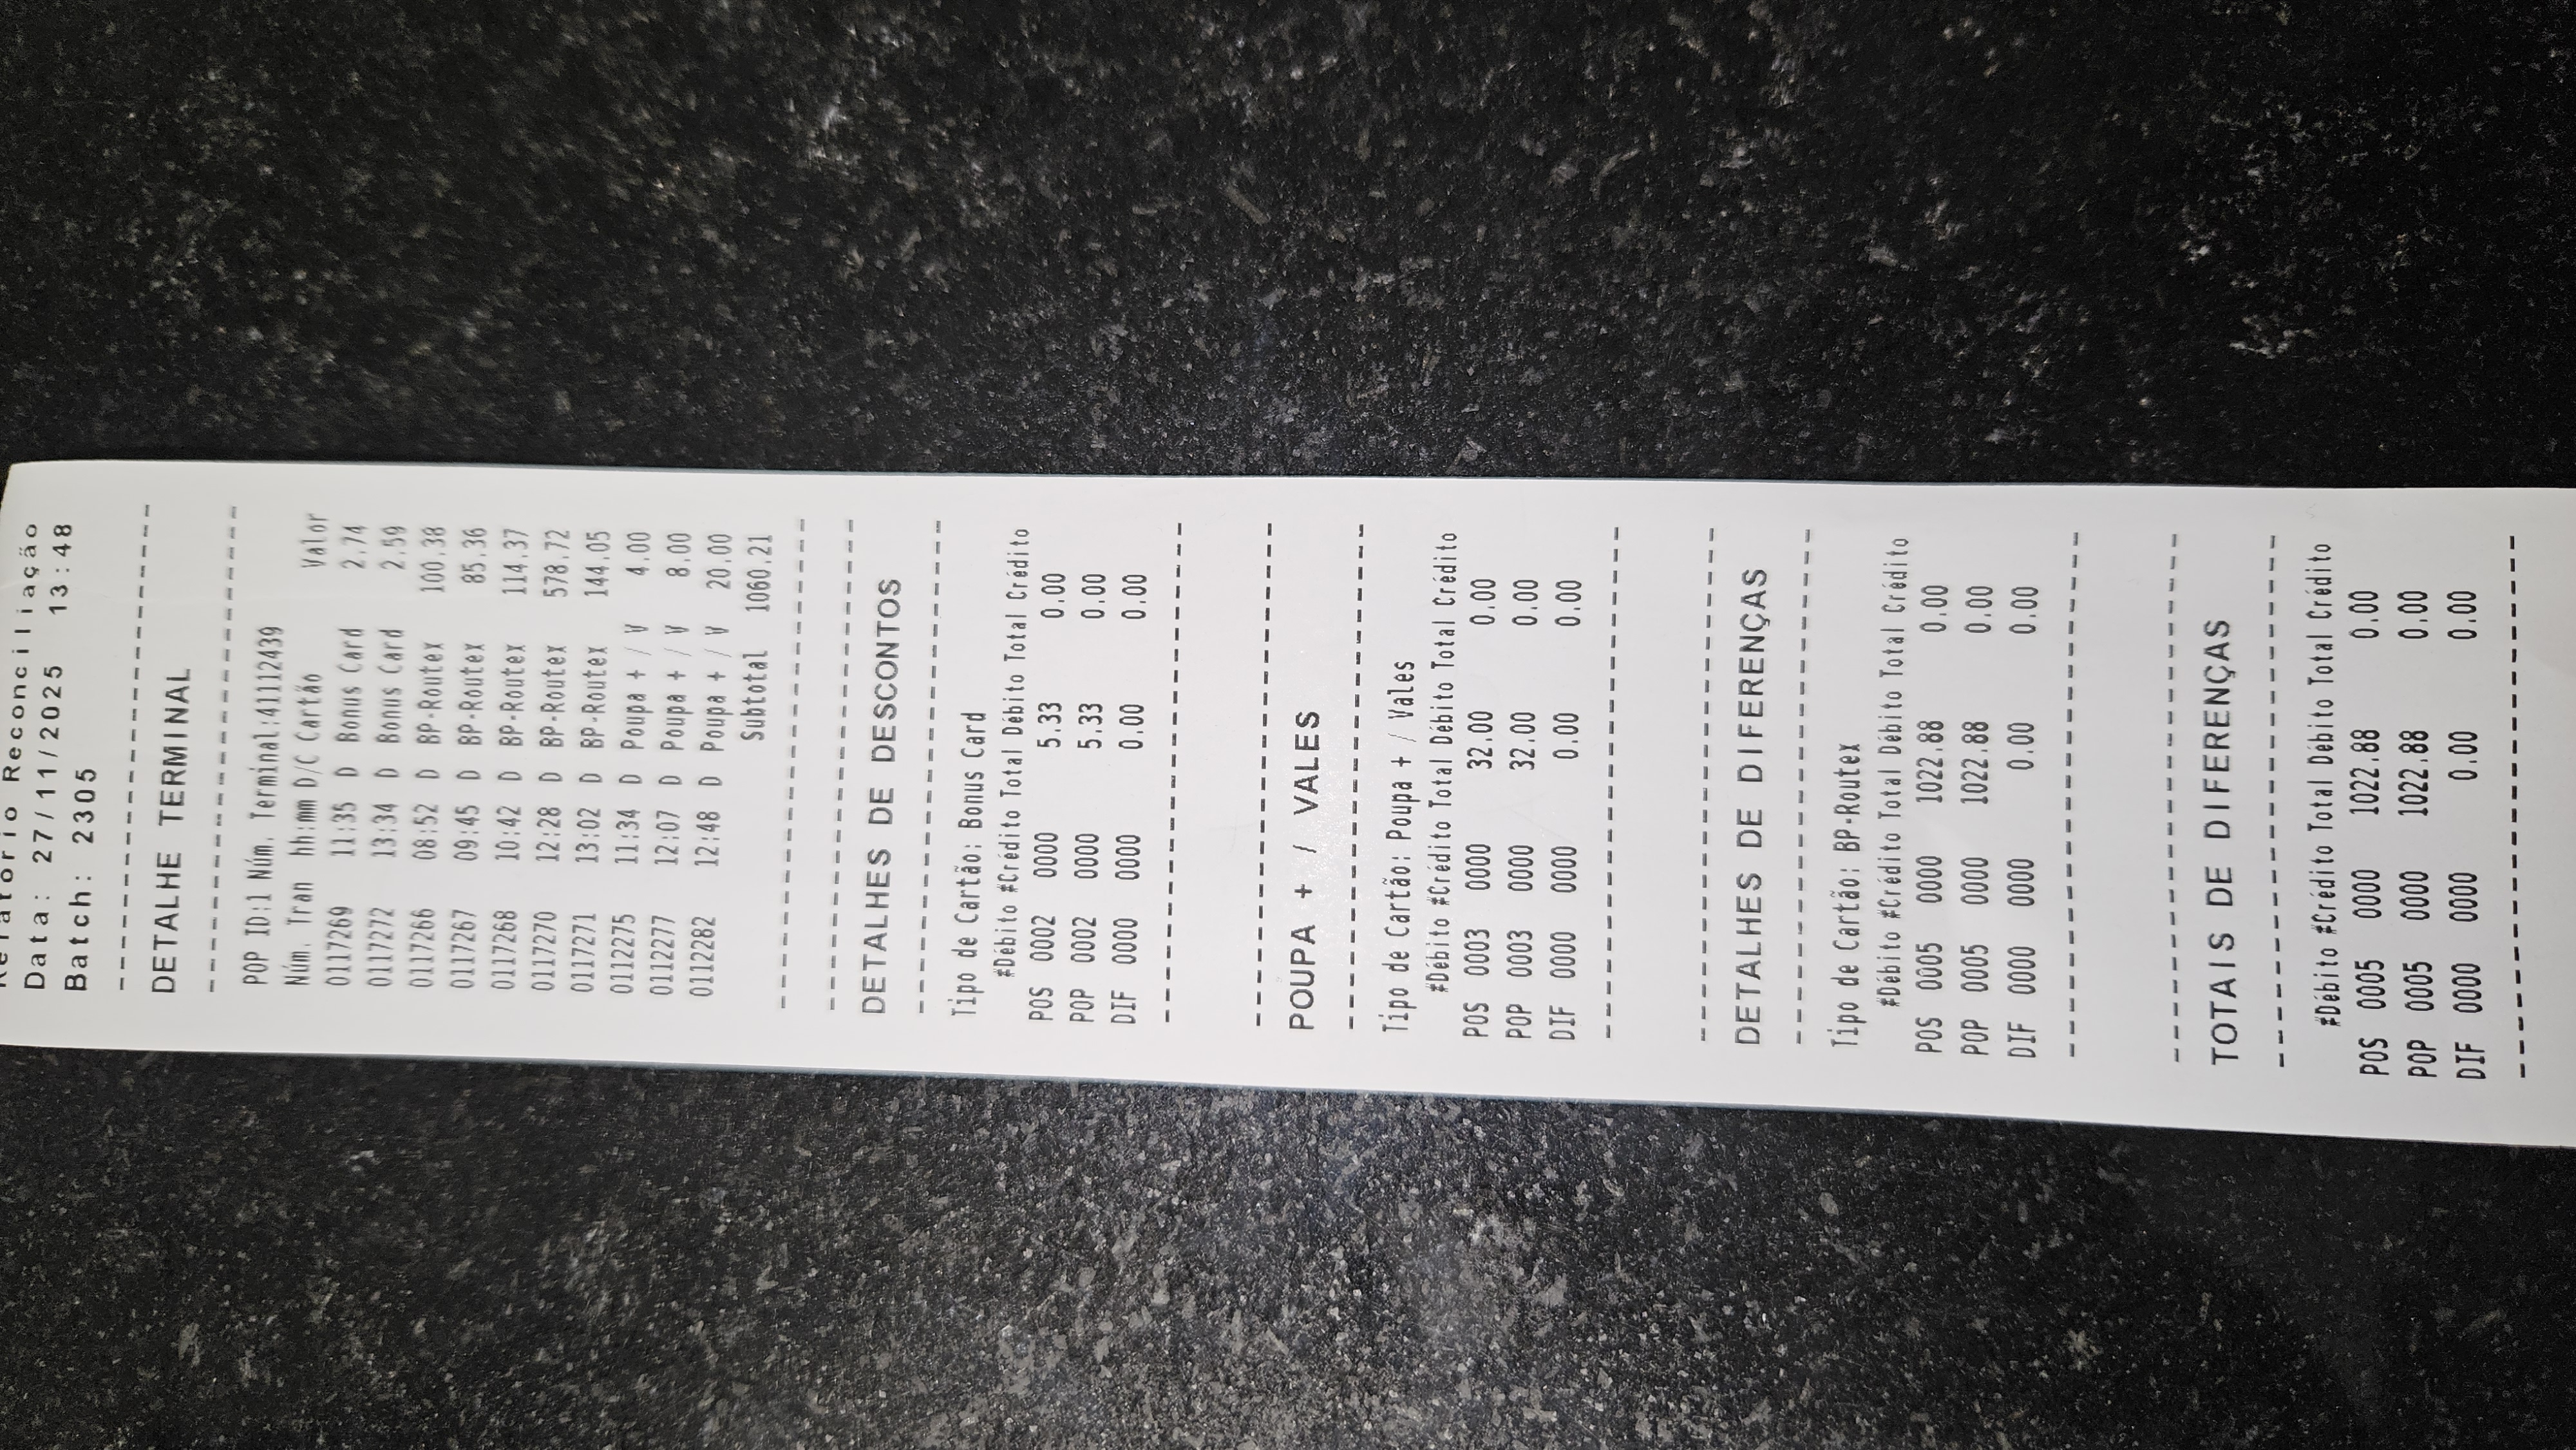 Relatório Reconciliação
Data: 27/11/2025 13:48
Batch: 2305
------------------------------
DETALHE TERMINAL
------------------------------
POP ID:1 Núm. Terminal:41112439
Núm. Tran hh:mm D/C Cartão Valor
0117269 11:35 D Bonus Card 2.74
0117272 13:34 D Bonus Card 2.59
0117266 08:52 D BP-Routex 100.38
0117267 09:45 D BP-Routex 85.36
0117268 10:42 D BP-Routex 114.37
0117270 12:28 D BP-Routex 578.72
0117271 13:02 D BP-Routex 144.05
0112275 11:34 D Poupa + / V 4.00
0112277 12:07 D Poupa + / V 8.00
0112282 12:48 D Poupa + / V 20.00
Subtotal 1060.21
------------------------------
------------------------------
DETALHES DE DESCONTOS
------------------------------
Tipo de Cartão: Bonus Card
#Débito #Crédito Total Débito Total Crédito
POS 0002 0000 5.33 0.00
POP 0002 0000 5.33 0.00
DIF 0000 0000 0.00 0.00
------------------------------
------------------------------
POUPA + / VALES
------------------------------
Tipo de Cartão: Poupa + / Vales
#Débito #Crédito Total Débito Total Crédito
POS 0003 0000 32.00 0.00
POP 0003 0000 32.00 0.00
DIF 0000 0000 0.00 0.00
------------------------------
------------------------------
DETALHES DE DIFERENÇAS
------------------------------
Tipo de Cartão: BP-Routex
#Débito #Crédito Total Débito Total Crédito
POS 0005 0000 1022.88 0.00
POP 0005 0000 1022.88 0.00
DIF 0000 0000 0.00 0.00
------------------------------
------------------------------
TOTAIS DE DIFERENÇAS
------------------------------
#Débito #Crédito Total Débito Total Crédito
POS 0005 0000 1022.88 0.00
POP 0005 0000 1022.88 0.00
DIF 0000 0000 0.00 0.00
------------------------------